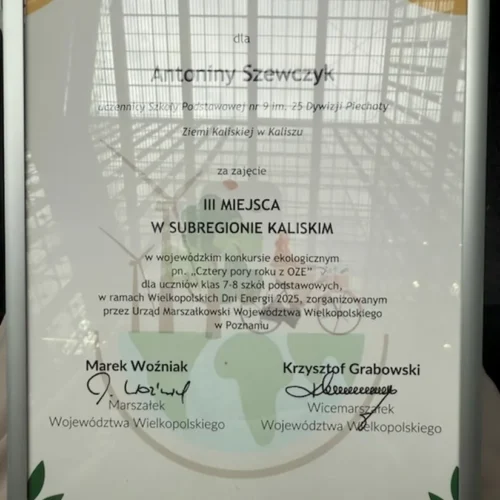 dla
Antoniny Szewczyk
uczennicy Szkoły Podstawowej nr 9 im. 25 Dywizji Piechoty
Ziemi Kaliskiej w Kaliszu
za zajęcie
III MIEJSCA
W SUBREGIONIE KALISKIM
w wojewódzkim konkursie ekologicznym
pn. „Cztery pory roku z OZE”
dla uczniów klas 7-8 szkół podstawowych,
w ramach Wielkopolskich Dni Energii 2025, zorganizowanym
przez Urząd Marszałkowski Województwa Wielkopolskiego
w Poznaniu
Marek Woźniak
Marszałek
Województwa Wielkopolskiego
Krzysztof Grabowski
Wicemarszałek
Województwa Wielkopolskiego